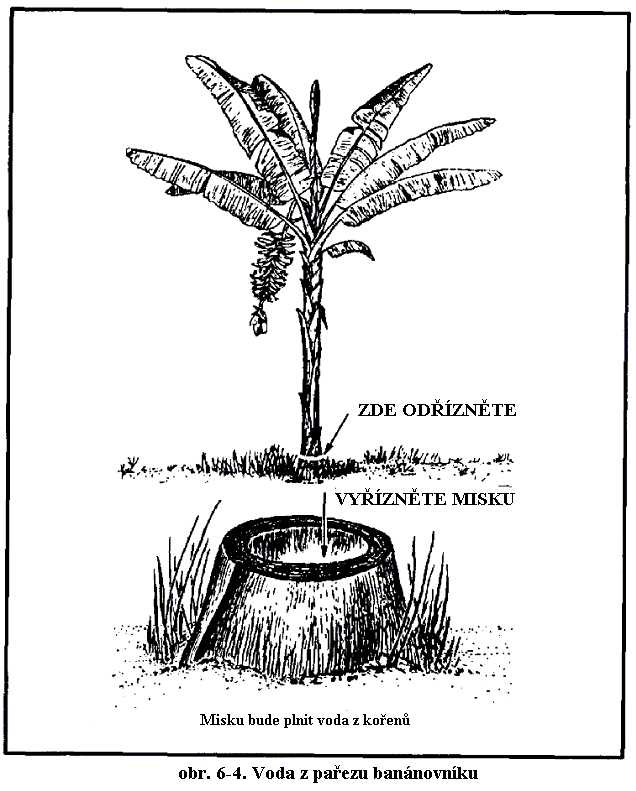 ZDE ODŘÍZNĚTE
VYŘÍZNĚTE MISKU
Misku bude plnit voda z kořenů
obr. 6-4. Voda z pařezu banánovníku